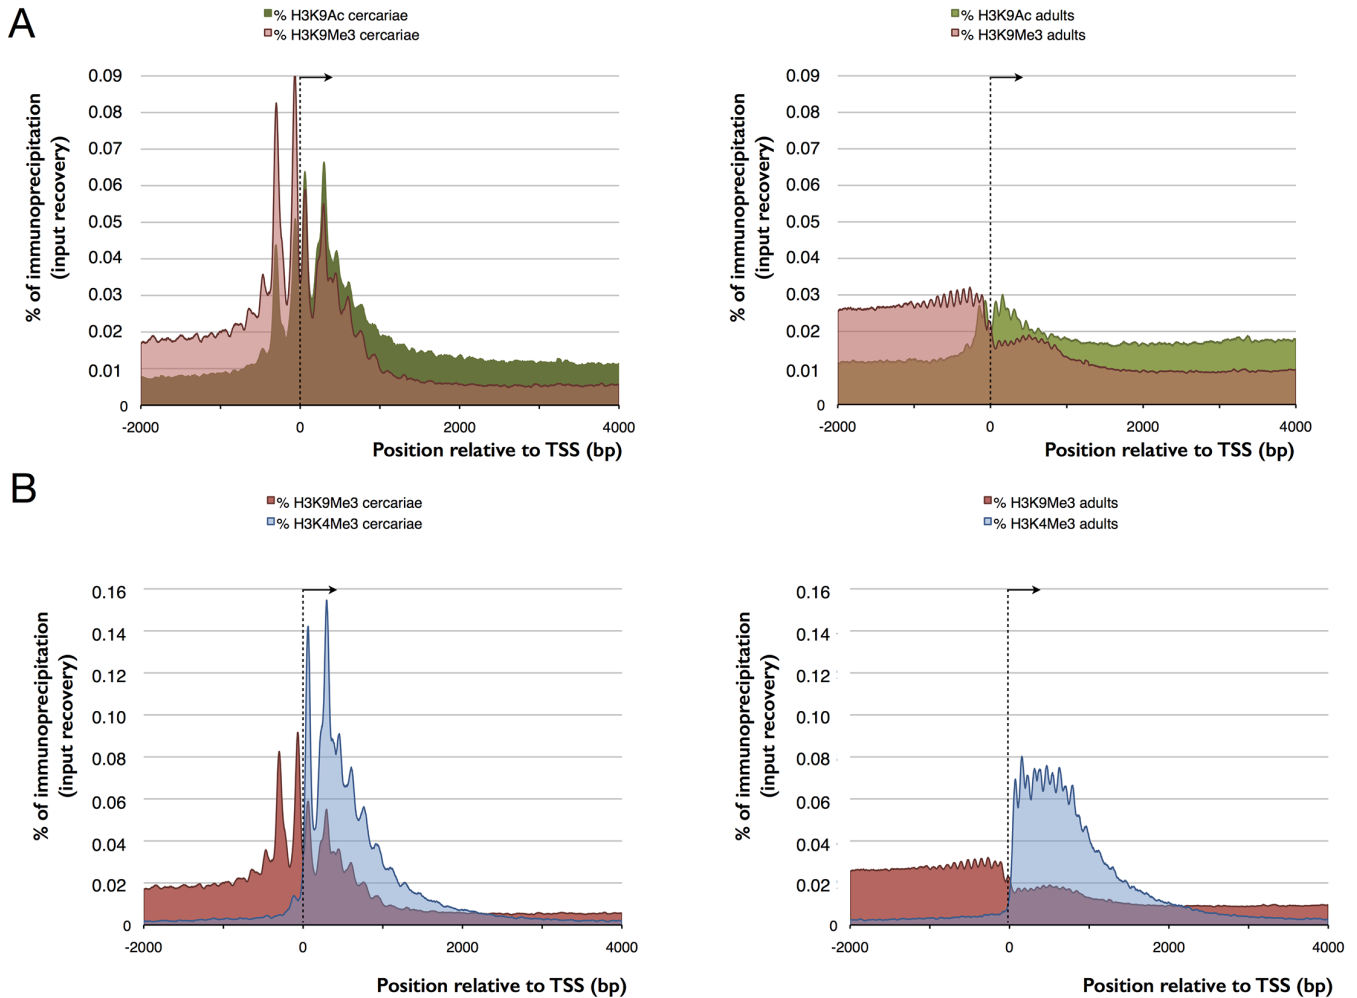 A
% H3K9Ac cercariae
% H3K9Me3 cercariae
% of immunoprecipitation
(input recovery)
0.09
0.08
0.07
0.06
0.05
0.04
0.03
0.02
0.01
0
-2000
0
2000
4000
Position relative to TSS (bp)
% H3K9Ac adults
% H3K9Me3 adults
% of immunoprecipitation
(input recovery)
0.09
0.08
0.07
0.06
0.05
0.04
0.03
0.02
0.01
0
-2000
0
2000
4000
Position relative to TSS (bp)
B
% H3K9Me3 cercariae
% H3K4Me3 cercariae
% of immunoprecipitation
(input recovery)
0.16
0.14
0.12
0.10
0.08
0.06
0.04
0.02
0
-2000
0
2000
4000
Position relative to TSS (bp)
% H3K9Me3 adults
% H3K4Me3 adults
% of immunoprecipitation
(input recovery)
0.16
0.14
0.12
0.10
0.08
0.06
0.04
0.02
0
-2000
0
2000
4000
Position relative to TSS (bp)